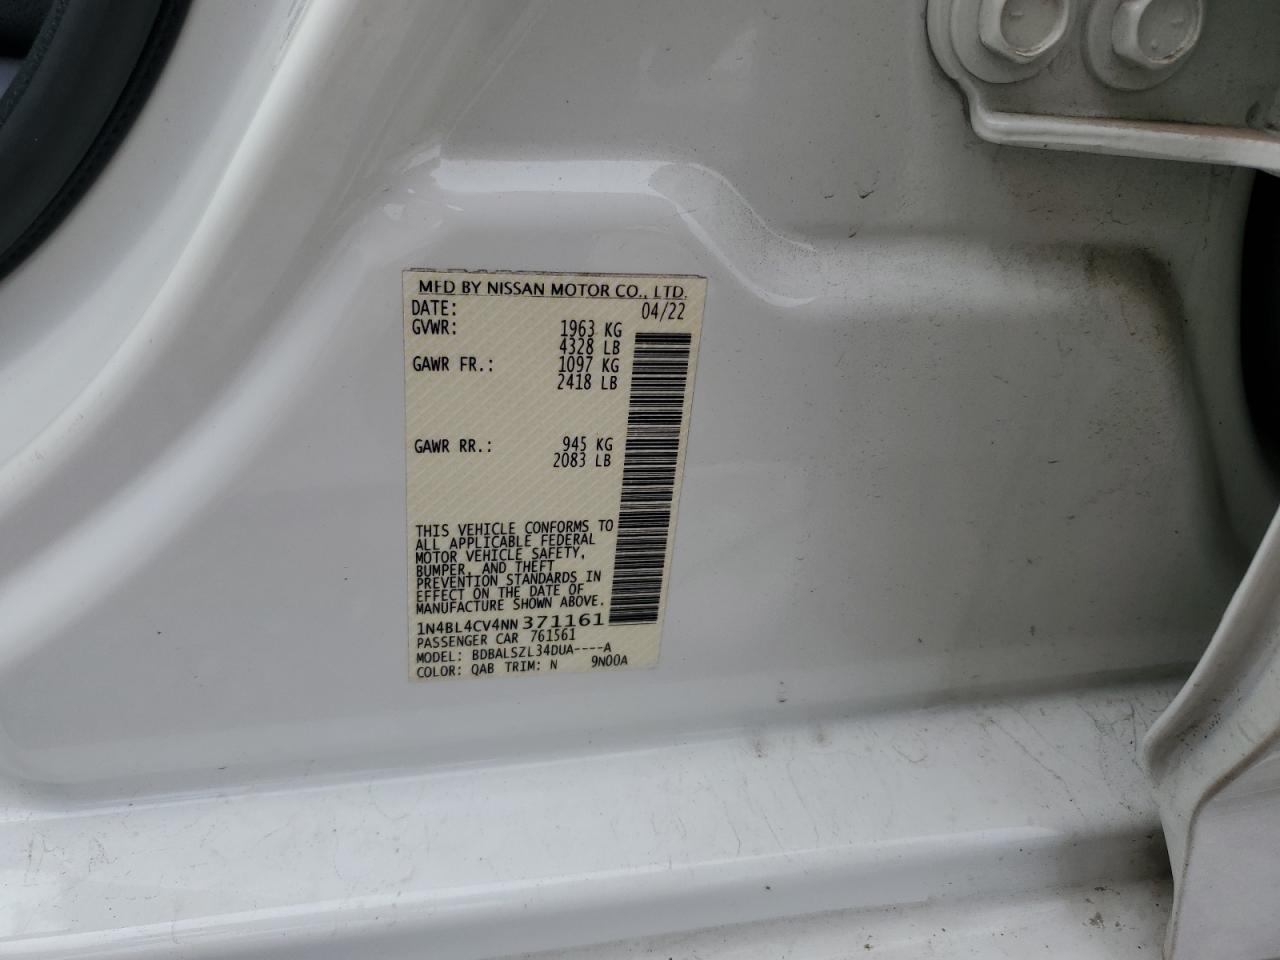 MFD BY NISSAN MOTOR CO., LTD.
DATE: 04/22
GVWR: 1963 KG
4328 LB
GAWR FR.: 1097 KG
2418 LB
GAWR RR.: 945 KG
2083 LB
THIS VEHICLE CONFORMS TO
ALL APPLICABLE FEDERAL
MOTOR VEHICLE SAFETY,
BUMPER, AND THEFT
PREVENTION STANDARDS IN
EFFECT ON THE DATE OF
MANUFACTURE SHOWN ABOVE.
1N4BL4CV4NN371161
PASSENGER CAR 761561
MODEL: BDBALSZL34DUA----A
COLOR: QAB TRIM: N 9N00A